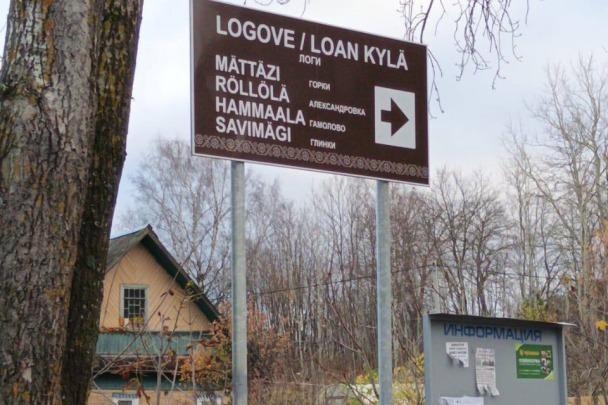 LOGOVE / LOAN KYLÄ
ЛОГИ
MÄTTÄZI ГОРКИ
RÖLLÖLÄ АЛЕКСАНДРОВКА
HAMMAALA ГАМОЛОВО
SAVIMÄGI ГЛИНКИ
ИНФОРМАЦИЯ